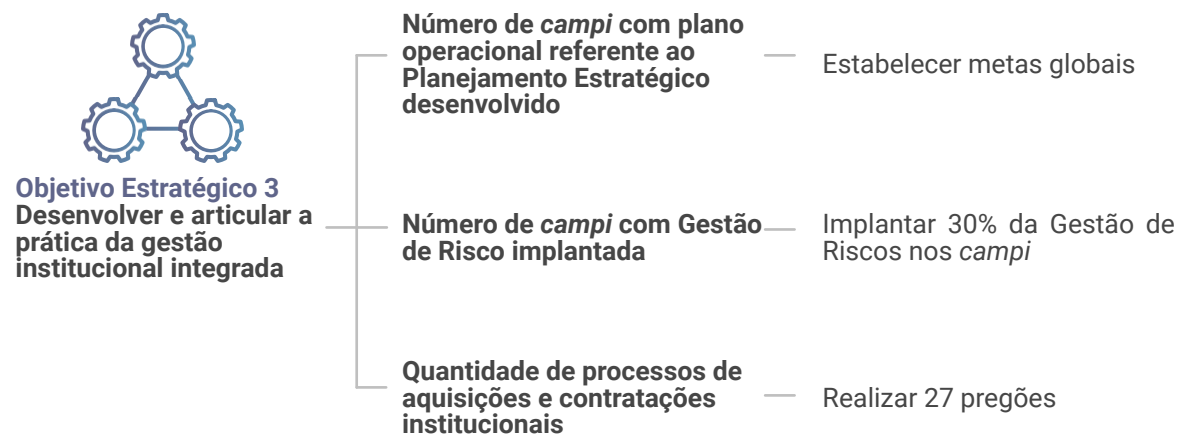 Objetivo Estratégico 3
Desenvolver e articular a
prática da gestão
institucional integrada
Número de campi com plano
operacional referente ao
Planejamento Estratégico
desenvolvido
Estabelecer metas globais
Número de campi com Gestão
de Risco implantada
Implantar 30% da Gestão de
Riscos nos campi
Quantidade de processos de
aquisições e contratações
institucionais
Realizar 27 pregões